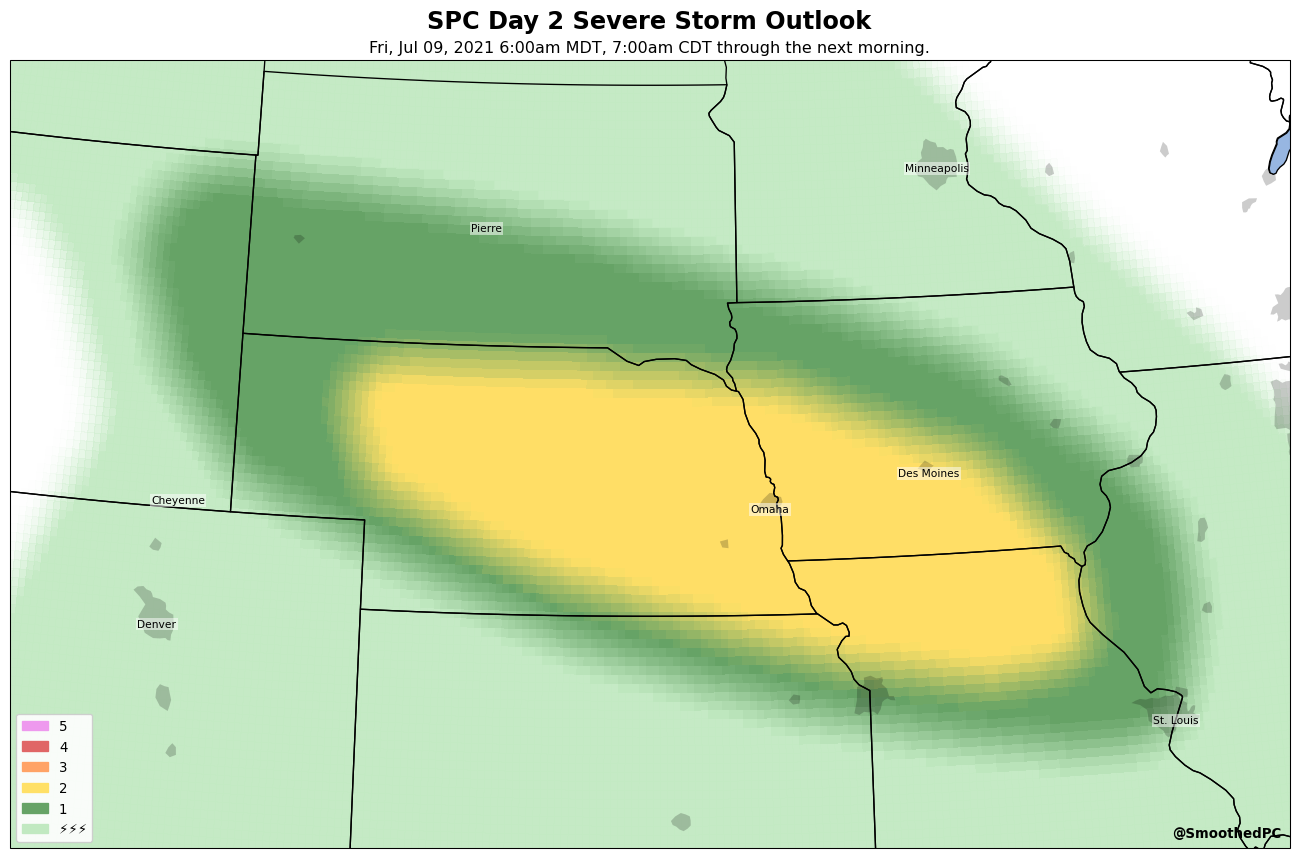 SPC Day 2 Severe Storm Outlook
Fri, Jul 09, 2021 6:00am MDT, 7:00am CDT through the next morning.
Minneapolis
Pierre
Des Moines
Cheyenne
Omaha
Denver
St. Louis
5
4
3
2
1
⚡⚡⚡
@SmoothedPC